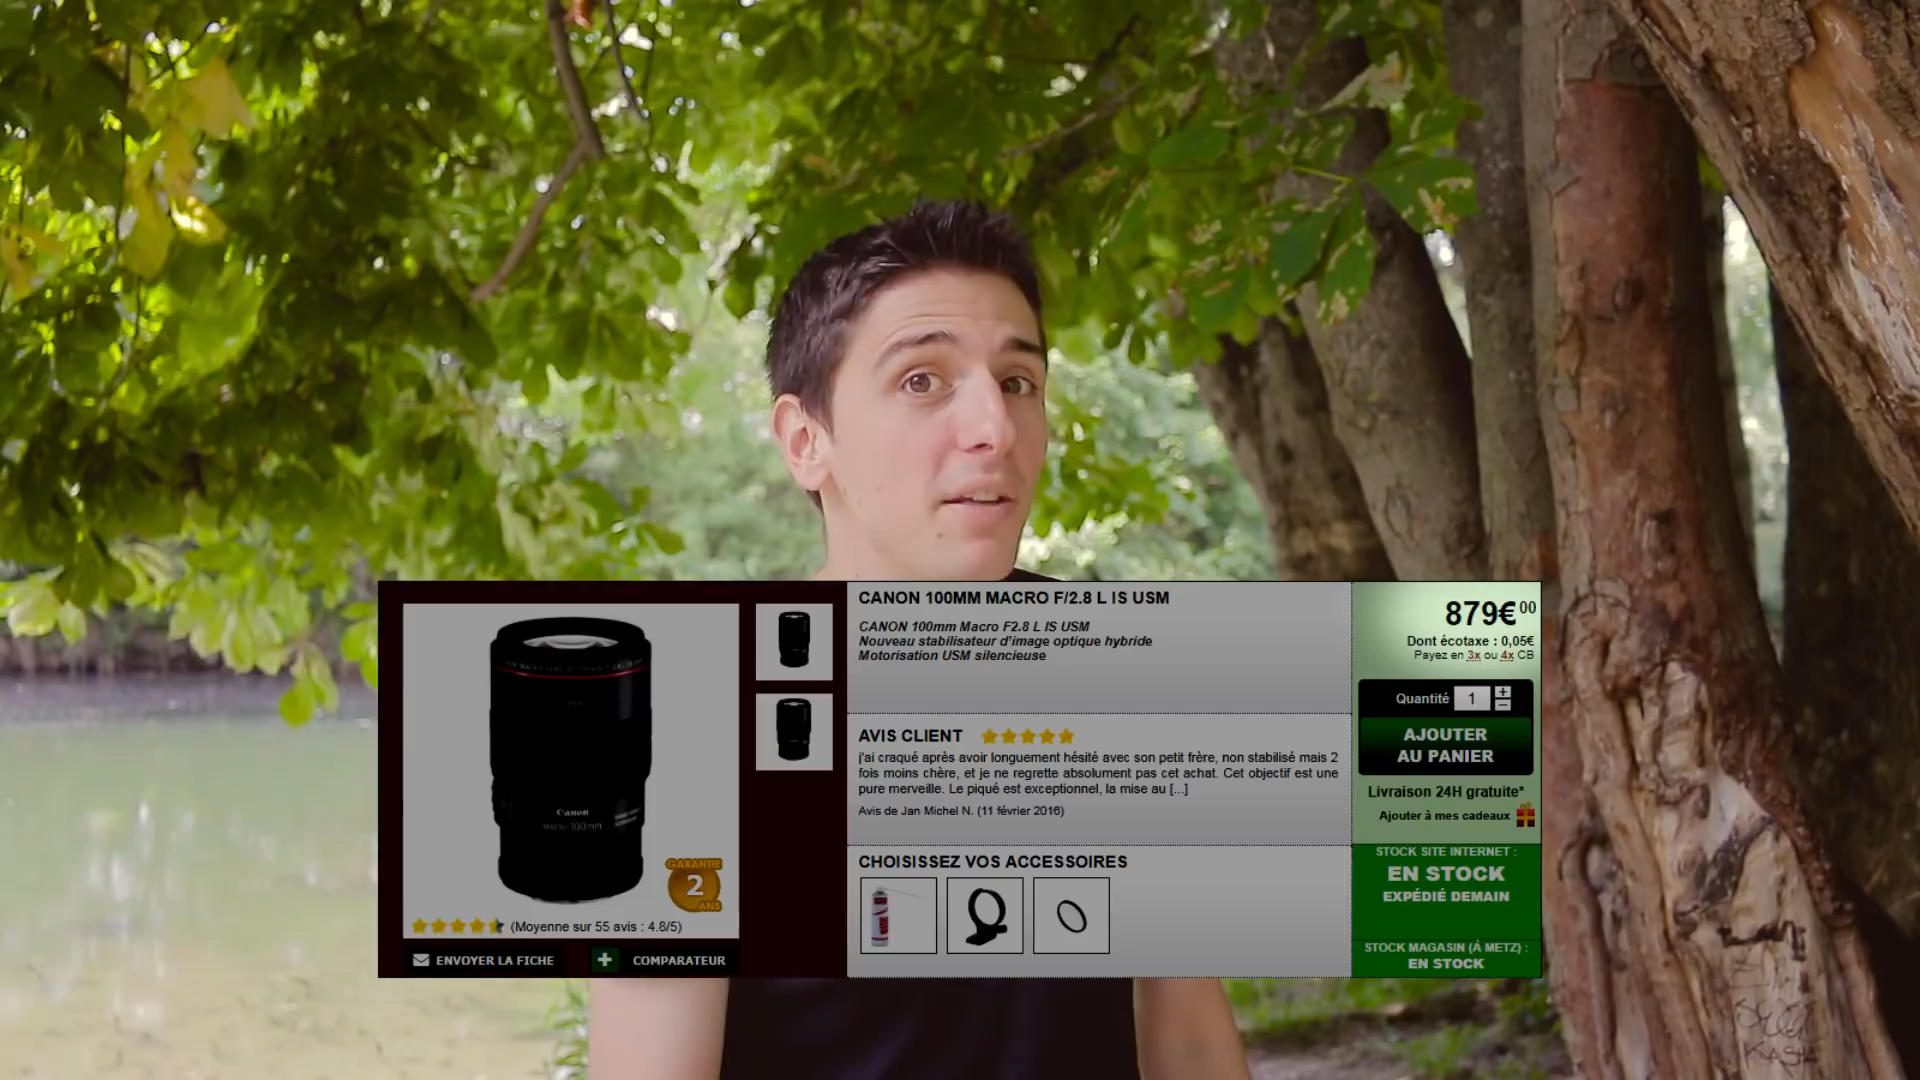 CANON 100MM MACRO F/2.8 L IS USM
CANON 100mm Macro F2.8 L IS USM
Nouveau stabilisateur d'image optique hybride
Motorisation USM silencieuse
879€00
Dont écotaxe : 0,05€
Payez en 3x ou 4x CB
Quantité 1 + −
AJOUTER
AU PANIER
AVIS CLIENT
j'ai craqué après avoir longuement hésité avec son petit frère, non stabilisé mais 2
fois moins chère, et je ne regrette absolument pas cet achat. Cet objectif est une
pure merveille. Le piqué est exceptionnel, la mise au [...]
Avis de Jan Michel N. (11 février 2016)
Livraison 24H gratuite*
Ajouter à mes cadeaux
Canon
MACRO 100mm
GARANTIE
2
ANS
(Moyenne sur 55 avis : 4.8/5)
ENVOYER LA FICHE
+ COMPARATEUR
CHOISISSEZ VOS ACCESSOIRES
STOCK SITE INTERNET :
EN STOCK
EXPÉDIÉ DEMAIN
STOCK MAGASIN (À METZ) :
EN STOCK